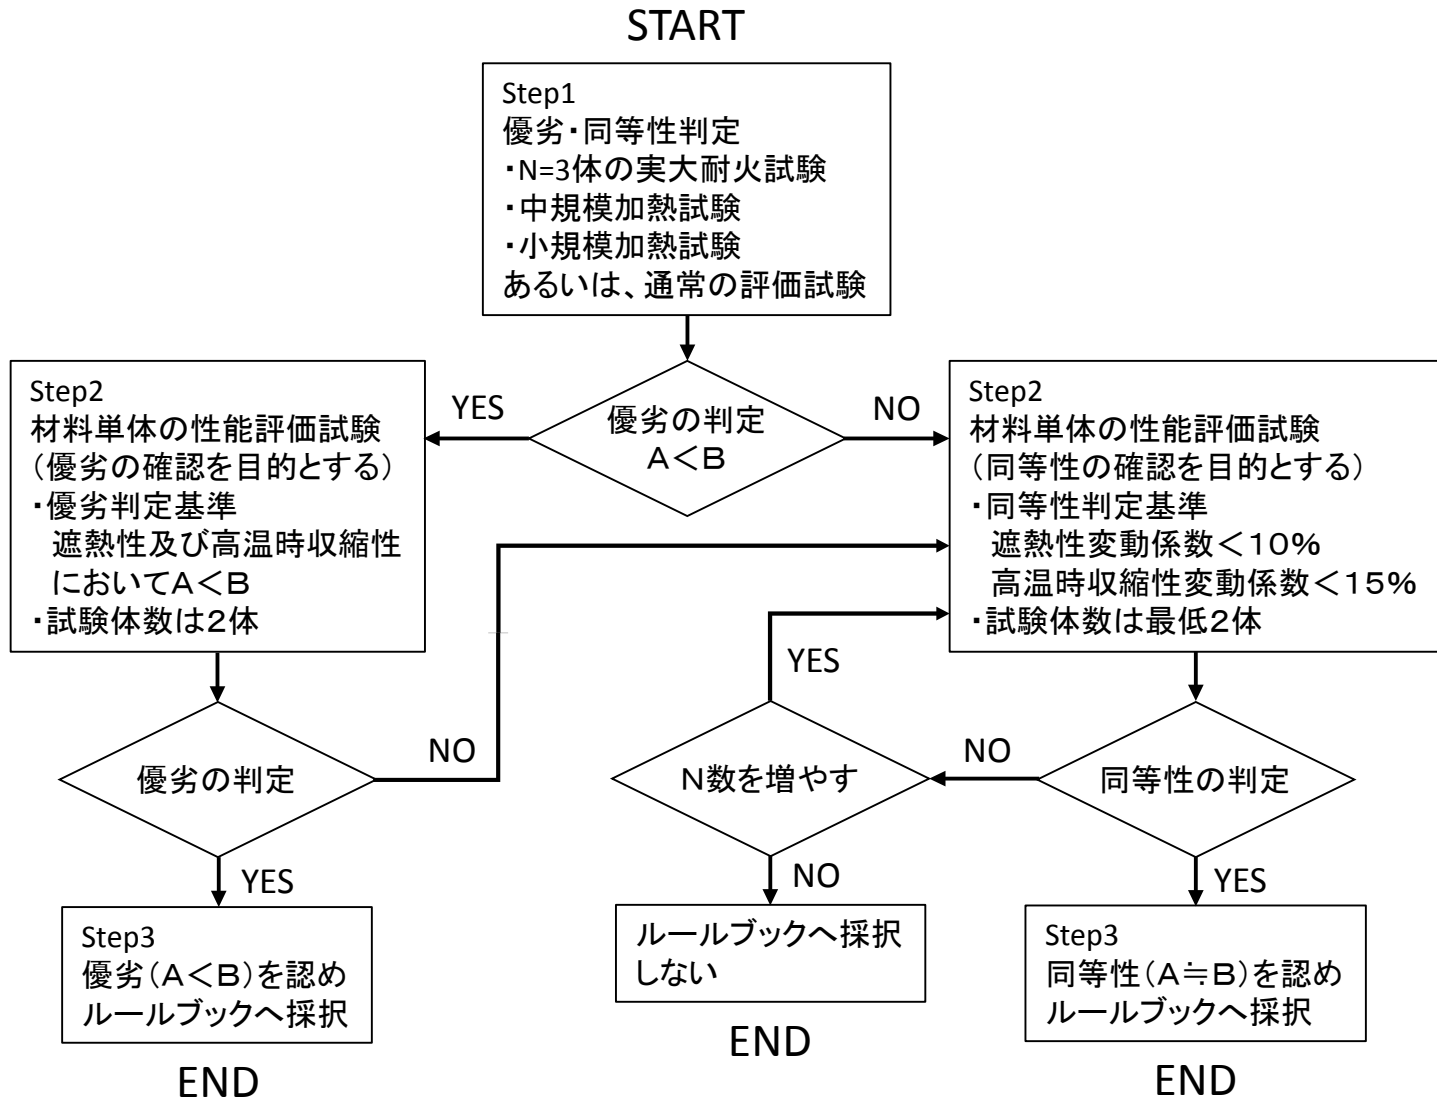 START
Step1
優劣・同等性判定
・N=3体の実大耐火試験
・中規模加熱試験
・小規模加熱試験
あるいは、通常の評価試験
YES
優劣の判定
A<B
NO
Step2
材料単体の性能評価試験
（優劣の確認を目的とする）
・優劣判定基準
遮熱性及び高温時収縮性
においてA<B
・試験体数は2体
Step2
材料単体の性能評価試験
（同等性の確認を目的とする）
・同等性判定基準
遮熱性変動係数<10%
高温時収縮性変動係数<15%
・試験体数は最低2体
優劣の判定
NO
YES
YES
N数を増やす
NO
NO
同等性の判定
YES
Step3
優劣（A<B）を認め
ルールブックへ採択
END
ルールブックへ採択
しない
END
Step3
同等性（A≒B）を認め
ルールブックへ採択
END